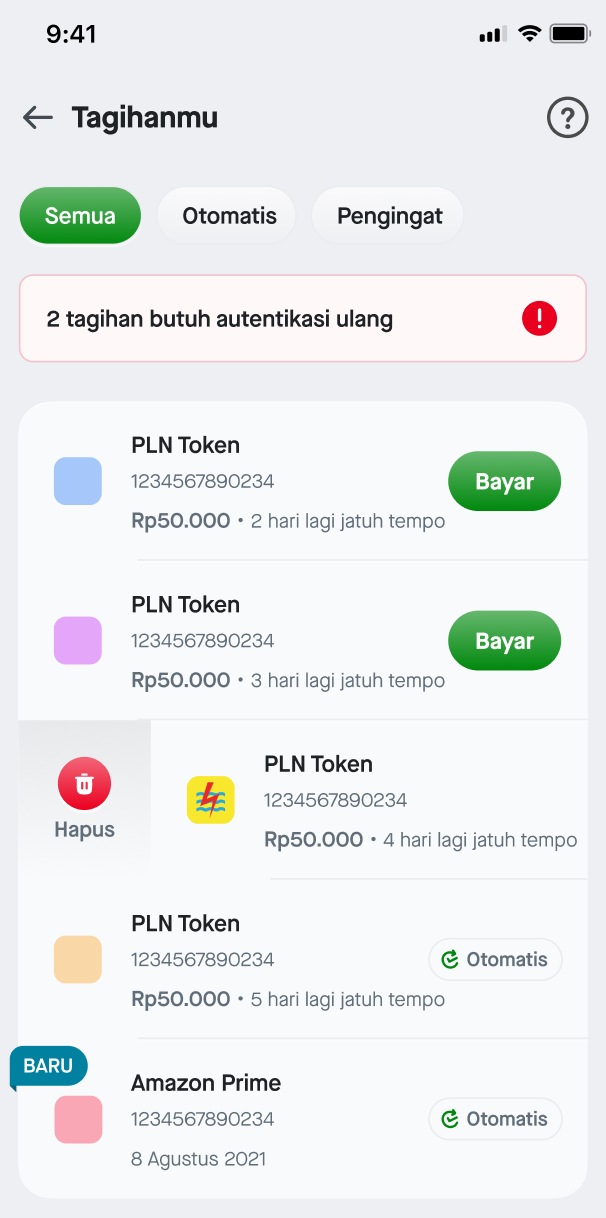 9:41
Tagihanmu
Semua
Otomatis
Pengingat
2 tagihan butuh autentikasi ulang
PLN Token
1234567890234
Rp50.000 • 2 hari lagi jatuh tempo
Bayar
PLN Token
1234567890234
Rp50.000 • 3 hari lagi jatuh tempo
Bayar
Hapus
PLN Token
1234567890234
Rp50.000 • 4 hari lagi jatuh tempo
PLN Token
1234567890234
Rp50.000 • 5 hari lagi jatuh tempo
Otomatis
BARU
Amazon Prime
1234567890234
8 Agustus 2021
Otomatis